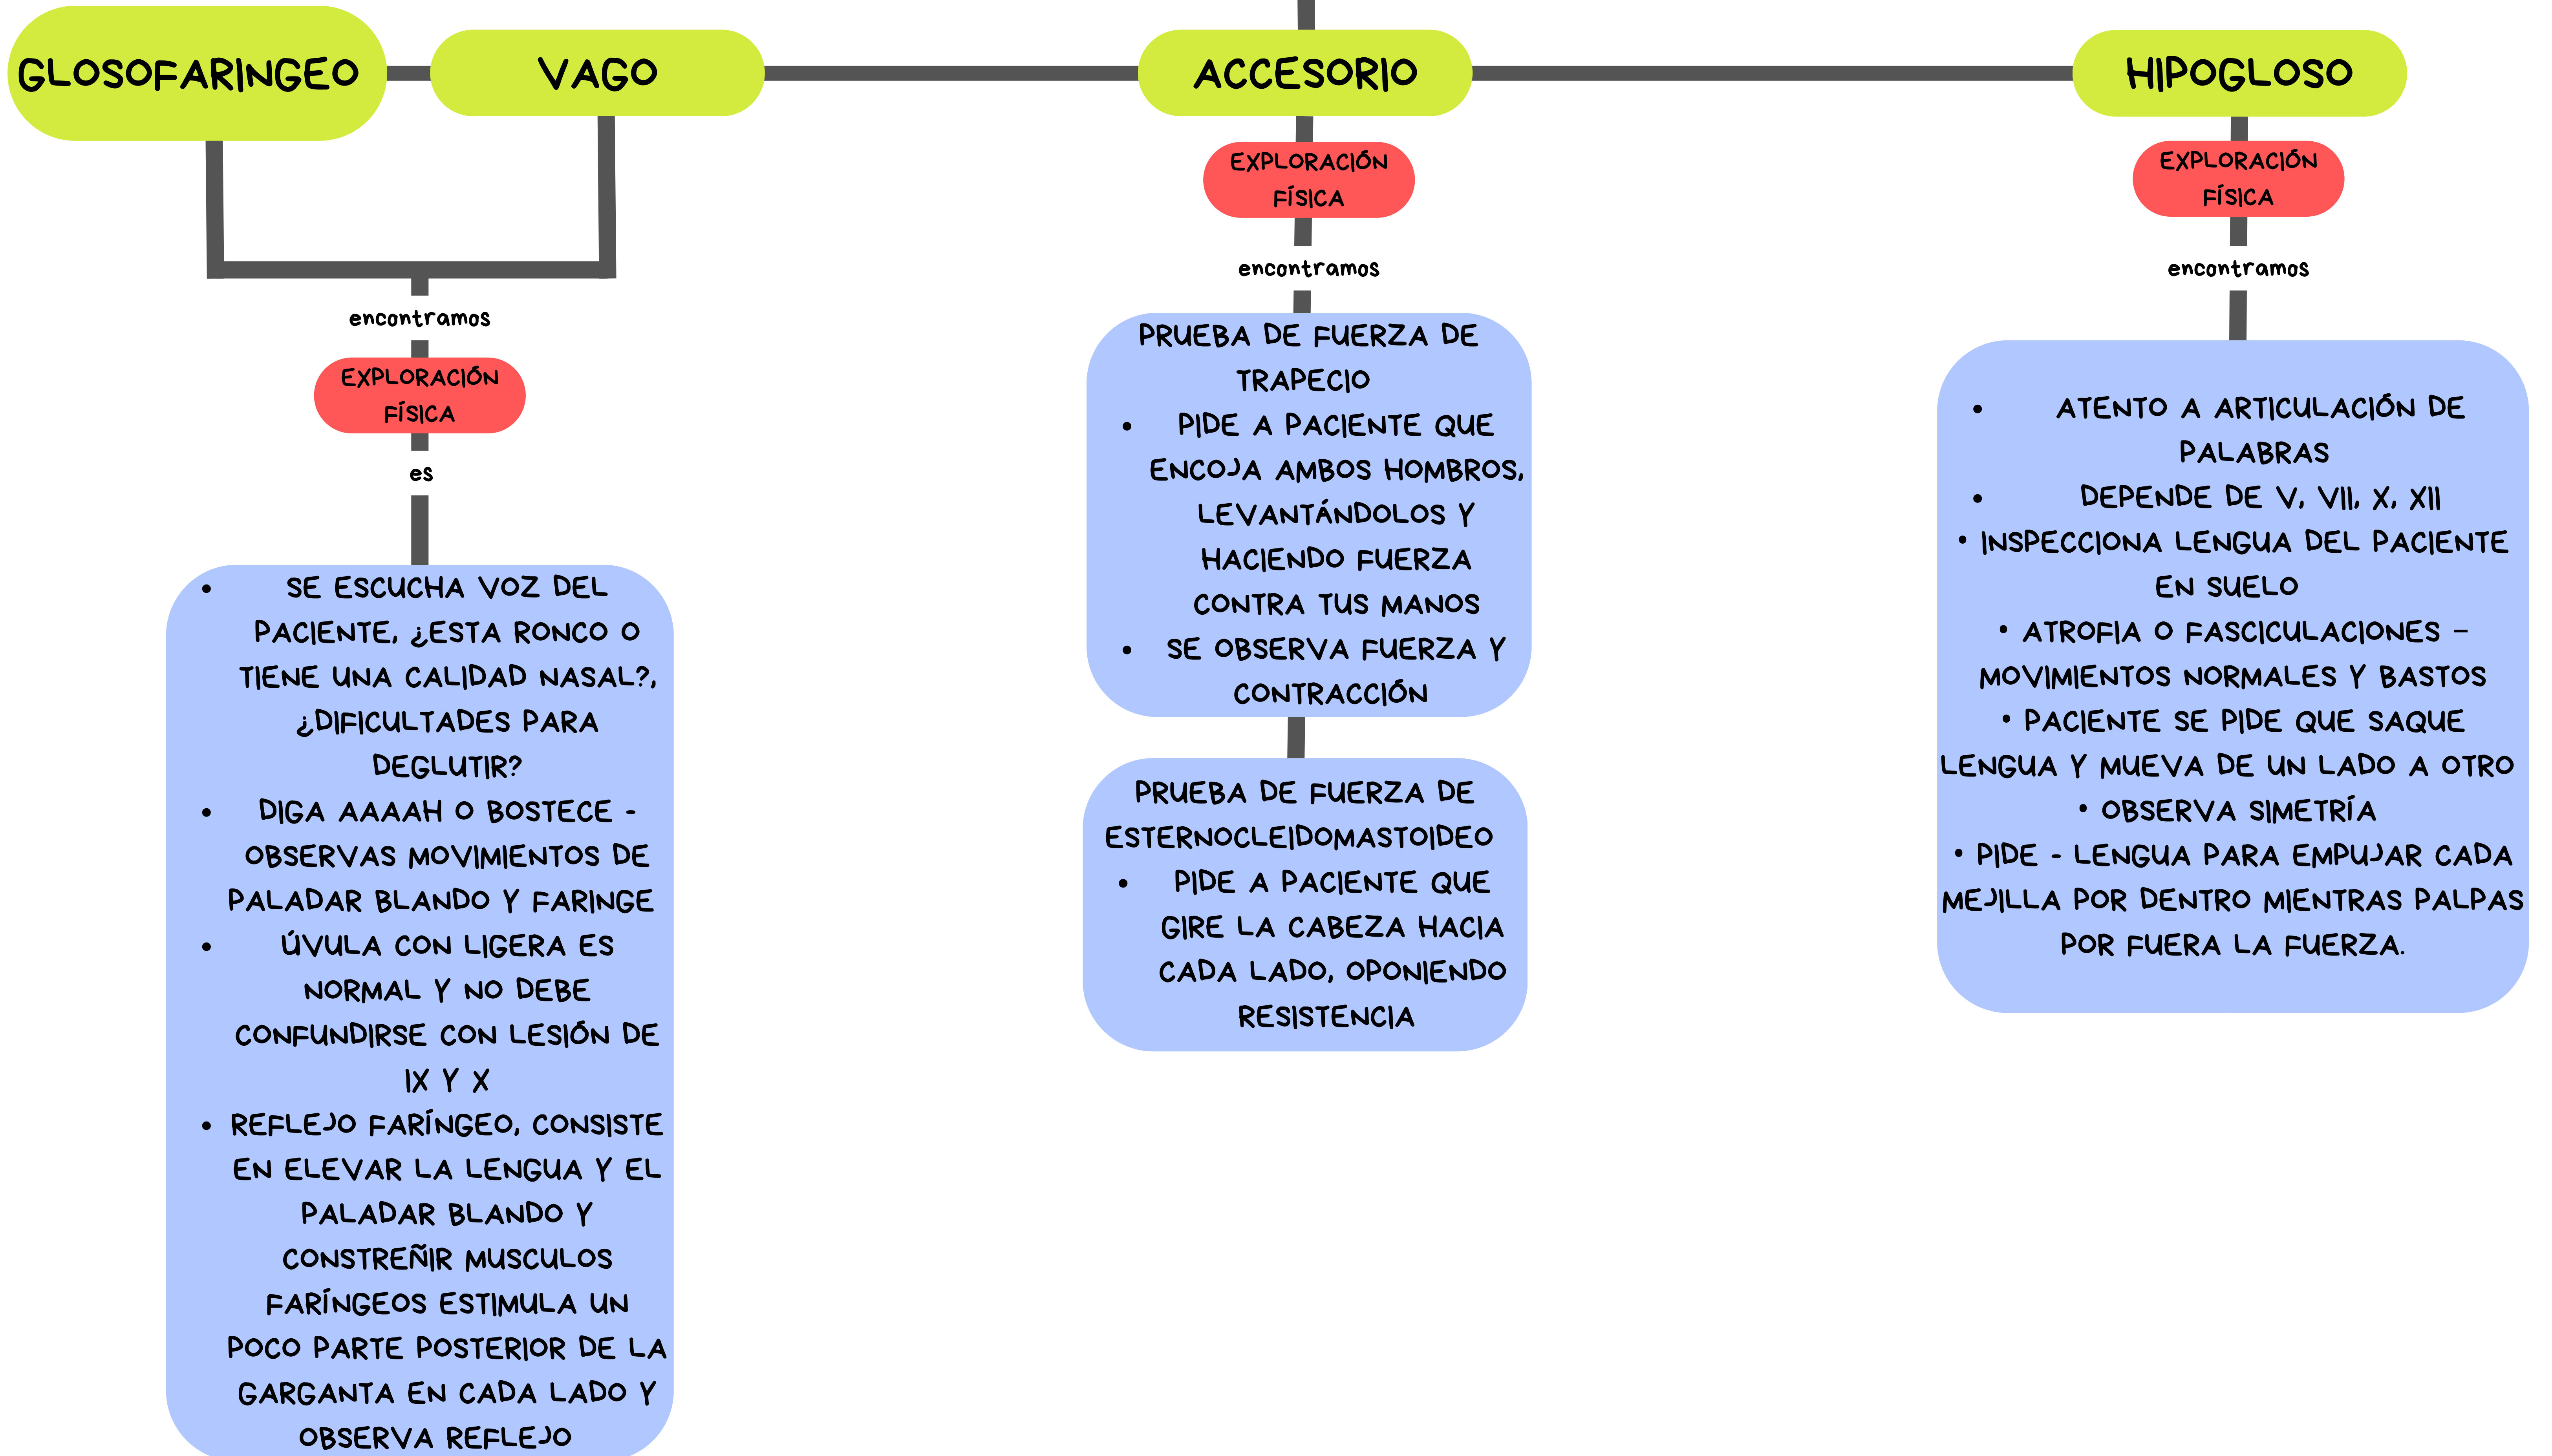 GLOSOFARINGEO
VAGO
ACCESORIO
HIPOGLOSO
encontramos
EXPLORACIÓN
FÍSICA
es
• SE ESCUCHA VOZ DEL
PACIENTE, ¿ESTA RONCO O
TIENE UNA CALIDAD NASAL?,
¿DIFICULTADES PARA
DEGLUTIR?
• DIGA AAAAH O BOSTECE -
OBSERVAS MOVIMIENTOS DE
PALADAR BLANDO Y FARINGE
• ÚVULA CON LIGERA ES
NORMAL Y NO DEBE
CONFUNDIRSE CON LESIÓN DE
IX Y X
• REFLEJO FARÍNGEO, CONSISTE
EN ELEVAR LA LENGUA Y EL
PALADAR BLANDO Y
CONSTREÑIR MUSCULOS
FARÍNGEOS ESTIMULA UN
POCO PARTE POSTERIOR DE LA
GARGANTA EN CADA LADO Y
OBSERVA REFLEJO
EXPLORACIÓN
FÍSICA
encontramos
PRUEBA DE FUERZA DE
TRAPECIO
• PIDE A PACIENTE QUE
ENCOJA AMBOS HOMBROS,
LEVANTÁNDOLOS Y
HACIENDO FUERZA
CONTRA TUS MANOS
• SE OBSERVA FUERZA Y
CONTRACCIÓN
PRUEBA DE FUERZA DE
ESTERNOCLEIDOMASTOIDEO
• PIDE A PACIENTE QUE
GIRE LA CABEZA HACIA
CADA LADO, OPONIENDO
RESISTENCIA
EXPLORACIÓN
FÍSICA
encontramos
• ATENTO A ARTICULACIÓN DE
PALABRAS
• DEPENDE DE V, VII, X, XII
• INSPECCIONA LENGUA DEL PACIENTE
EN SUELO
• ATROFIA O FASCICULACIONES –
MOVIMIENTOS NORMALES Y BASTOS
• PACIENTE SE PIDE QUE SAQUE
LENGUA Y MUEVA DE UN LADO A OTRO
• OBSERVA SIMETRÍA
• PIDE - LENGUA PARA EMPUJAR CADA
MEJILLA POR DENTRO MIENTRAS PALPAS
POR FUERA LA FUERZA.